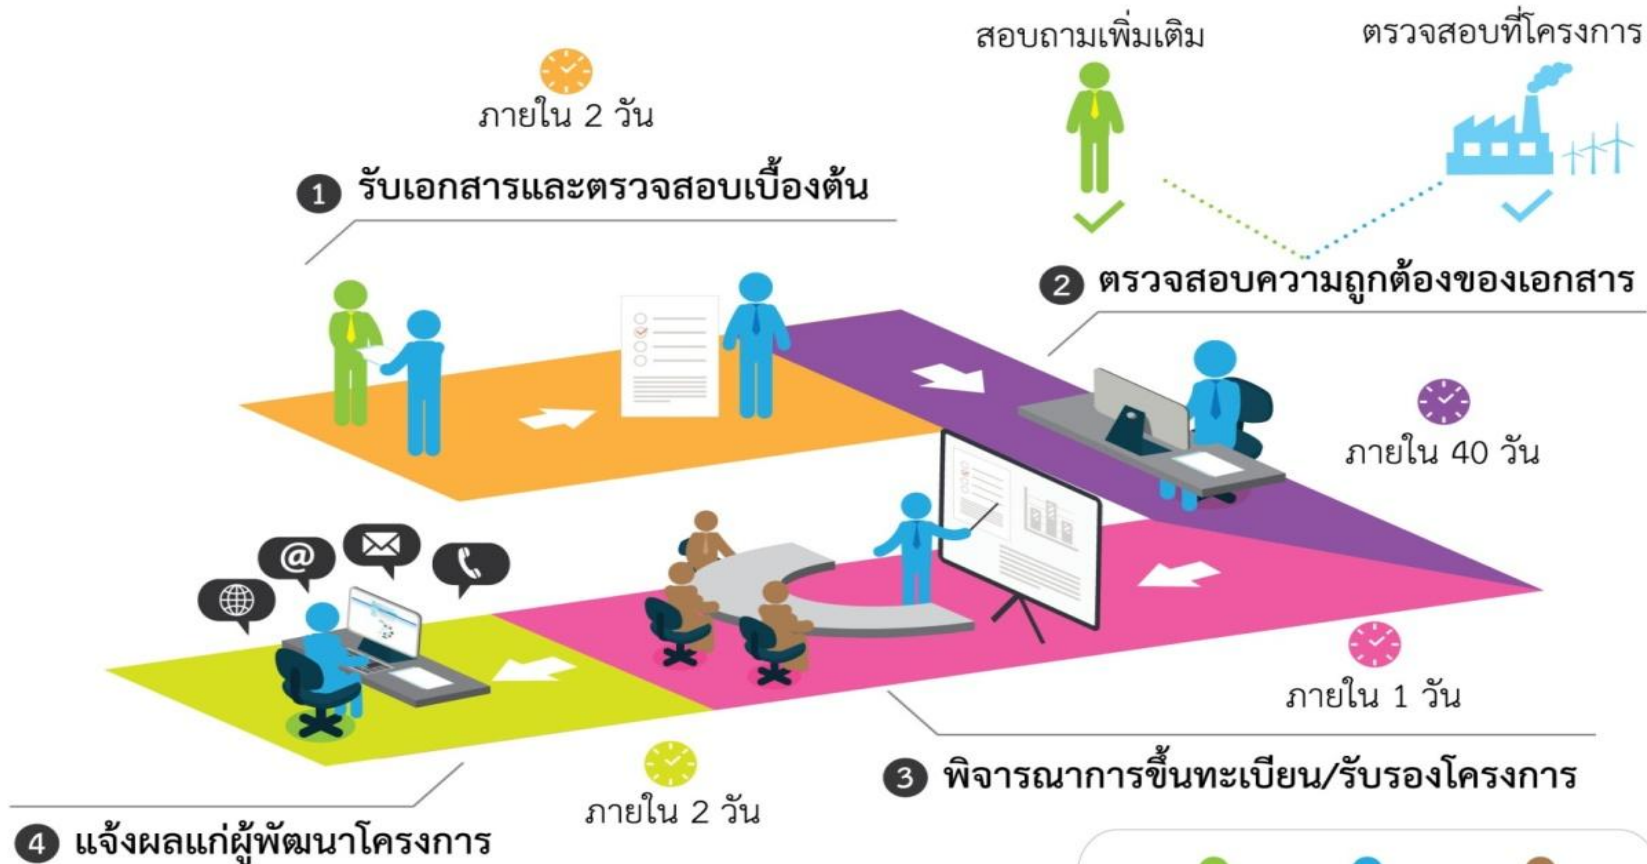 สอบถามเพิ่มเติม
ตรวจสอบที่โครงการ
ภายใน 2 วัน
1 รับเอกสารและตรวจสอบเบื้องต้น
2 ตรวจสอบความถูกต้องของเอกสาร
ภายใน 40 วัน
@
ภายใน 1 วัน
3 พิจารณาการขึ้นทะเบียน/รับรองโครงการ
ภายใน 2 วัน
4 แจ้งผลแก่ผู้พัฒนาโครงการ